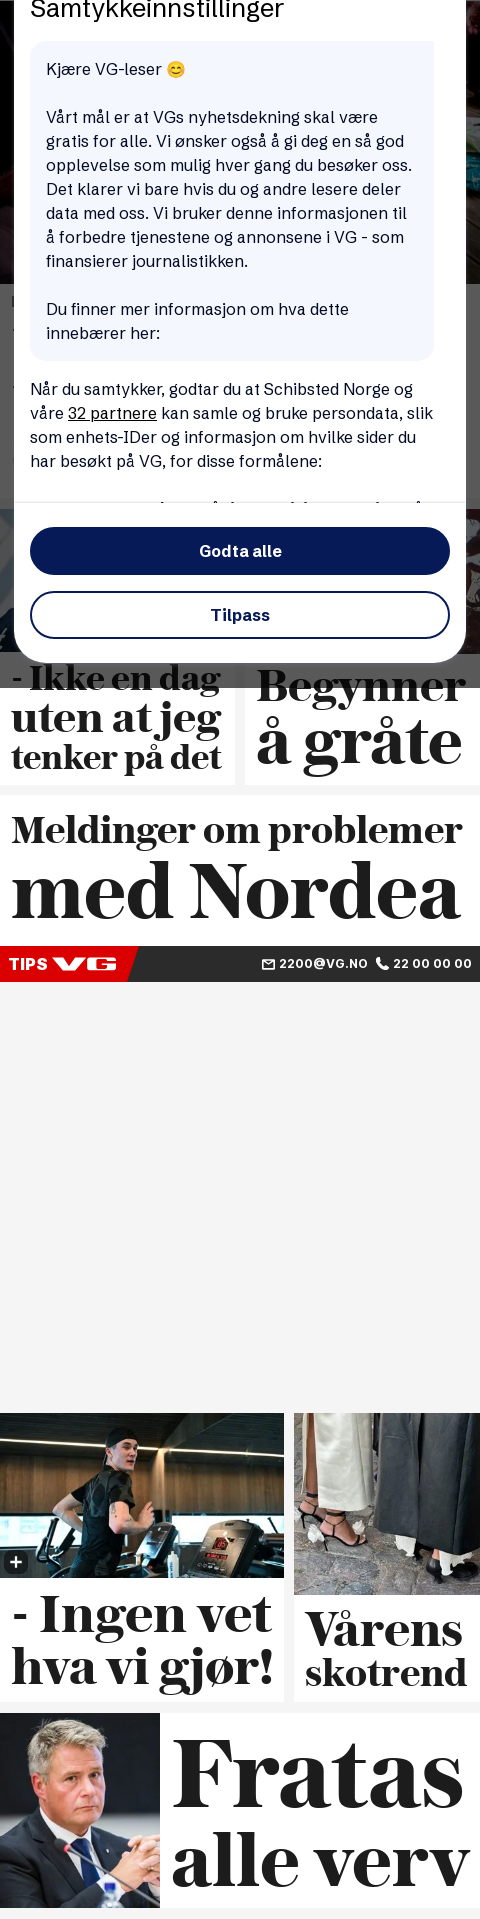 Samtykkeinnstillinger
Kjære VG-leser 😊
Vårt mål er at VGs nyhetsdekning skal være
gratis for alle. Vi ønsker også å gi deg en så god
opplevelse som mulig hver gang du besøker oss.
Det klarer vi bare hvis du og andre lesere deler
data med oss. Vi bruker denne informasjonen til
å forbedre tjenestene og annonsene i VG - som
finansierer journalistikken.
Du finner mer informasjon om hva dette
innebærer her:
Når du samtykker, godtar du at Schibsted Norge og
våre 32 partnere kan samle og bruke persondata, slik
som enhets-IDer og informasjon om hvilke sider du
har besøkt på VG, for disse formålene:
Godta alle
Tilpass
- Ikke en dag
uten at jeg
tenker på det
Begynner
å gråte
Meldinger om problemer
med Nordea
TIPS VG
2200@VG.NO 22 00 00 00
- Ingen vet
hva vi gjør!
Vårens
skotrend
Fratas
alle verv